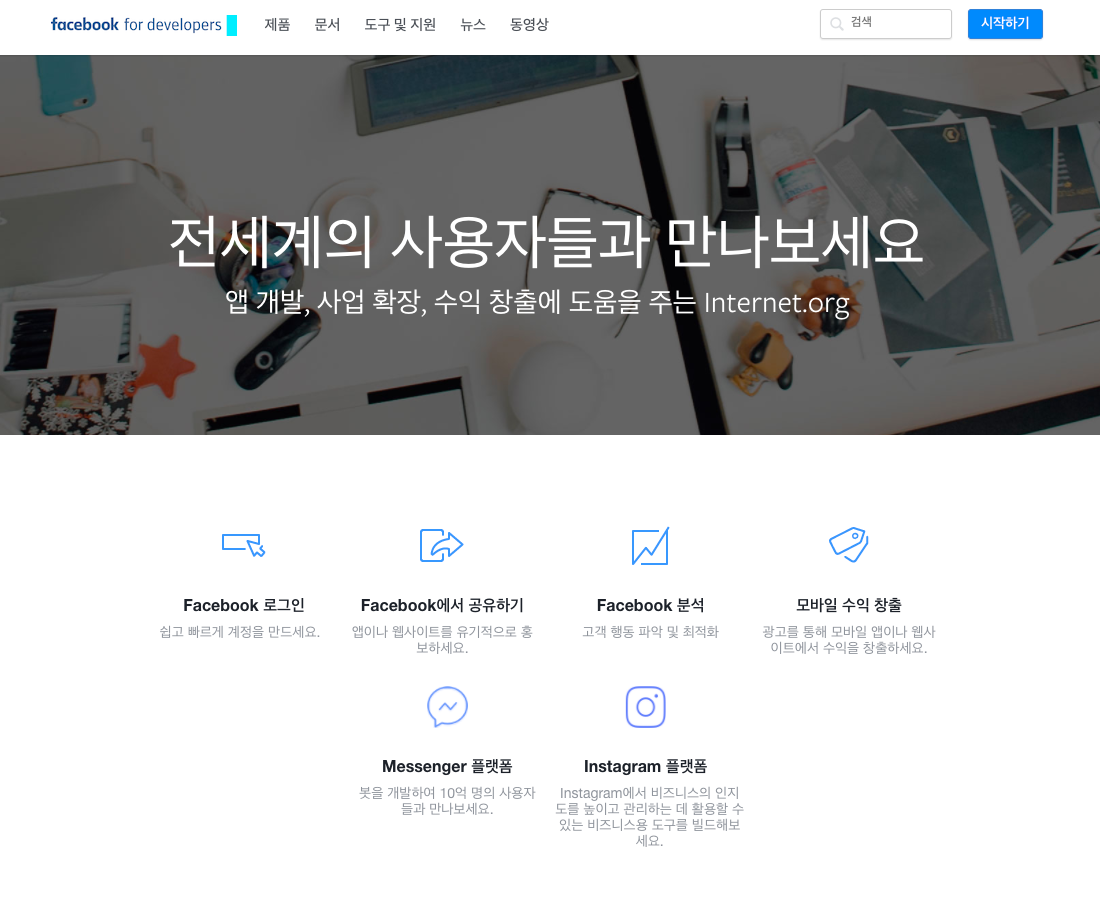 facebook for developers 제품 문서 도구 및 지원 뉴스 동영상 검색 시작하기
전세계의 사용자들과 만나보세요
앱 개발, 사업 확장, 수익 창출에 도움을 주는 Internet.org
Facebook 로그인
쉽고 빠르게 계정을 만드세요.
Facebook에서 공유하기
앱이나 웹사이트를 유기적으로 홍
보하세요.
Facebook 분석
고객 행동 파악 및 최적화
모바일 수익 창출
광고를 통해 모바일 앱이나 웹사
이트에서 수익을 창출하세요.
Messenger 플랫폼
봇을 개발하여 10억 명의 사용자
들과 만나보세요.
Instagram 플랫폼
Instagram에서 비즈니스의 인지
도를 높이고 관리하는 데 활용할 수
있는 비즈니스용 도구를 빌드해보
세요.